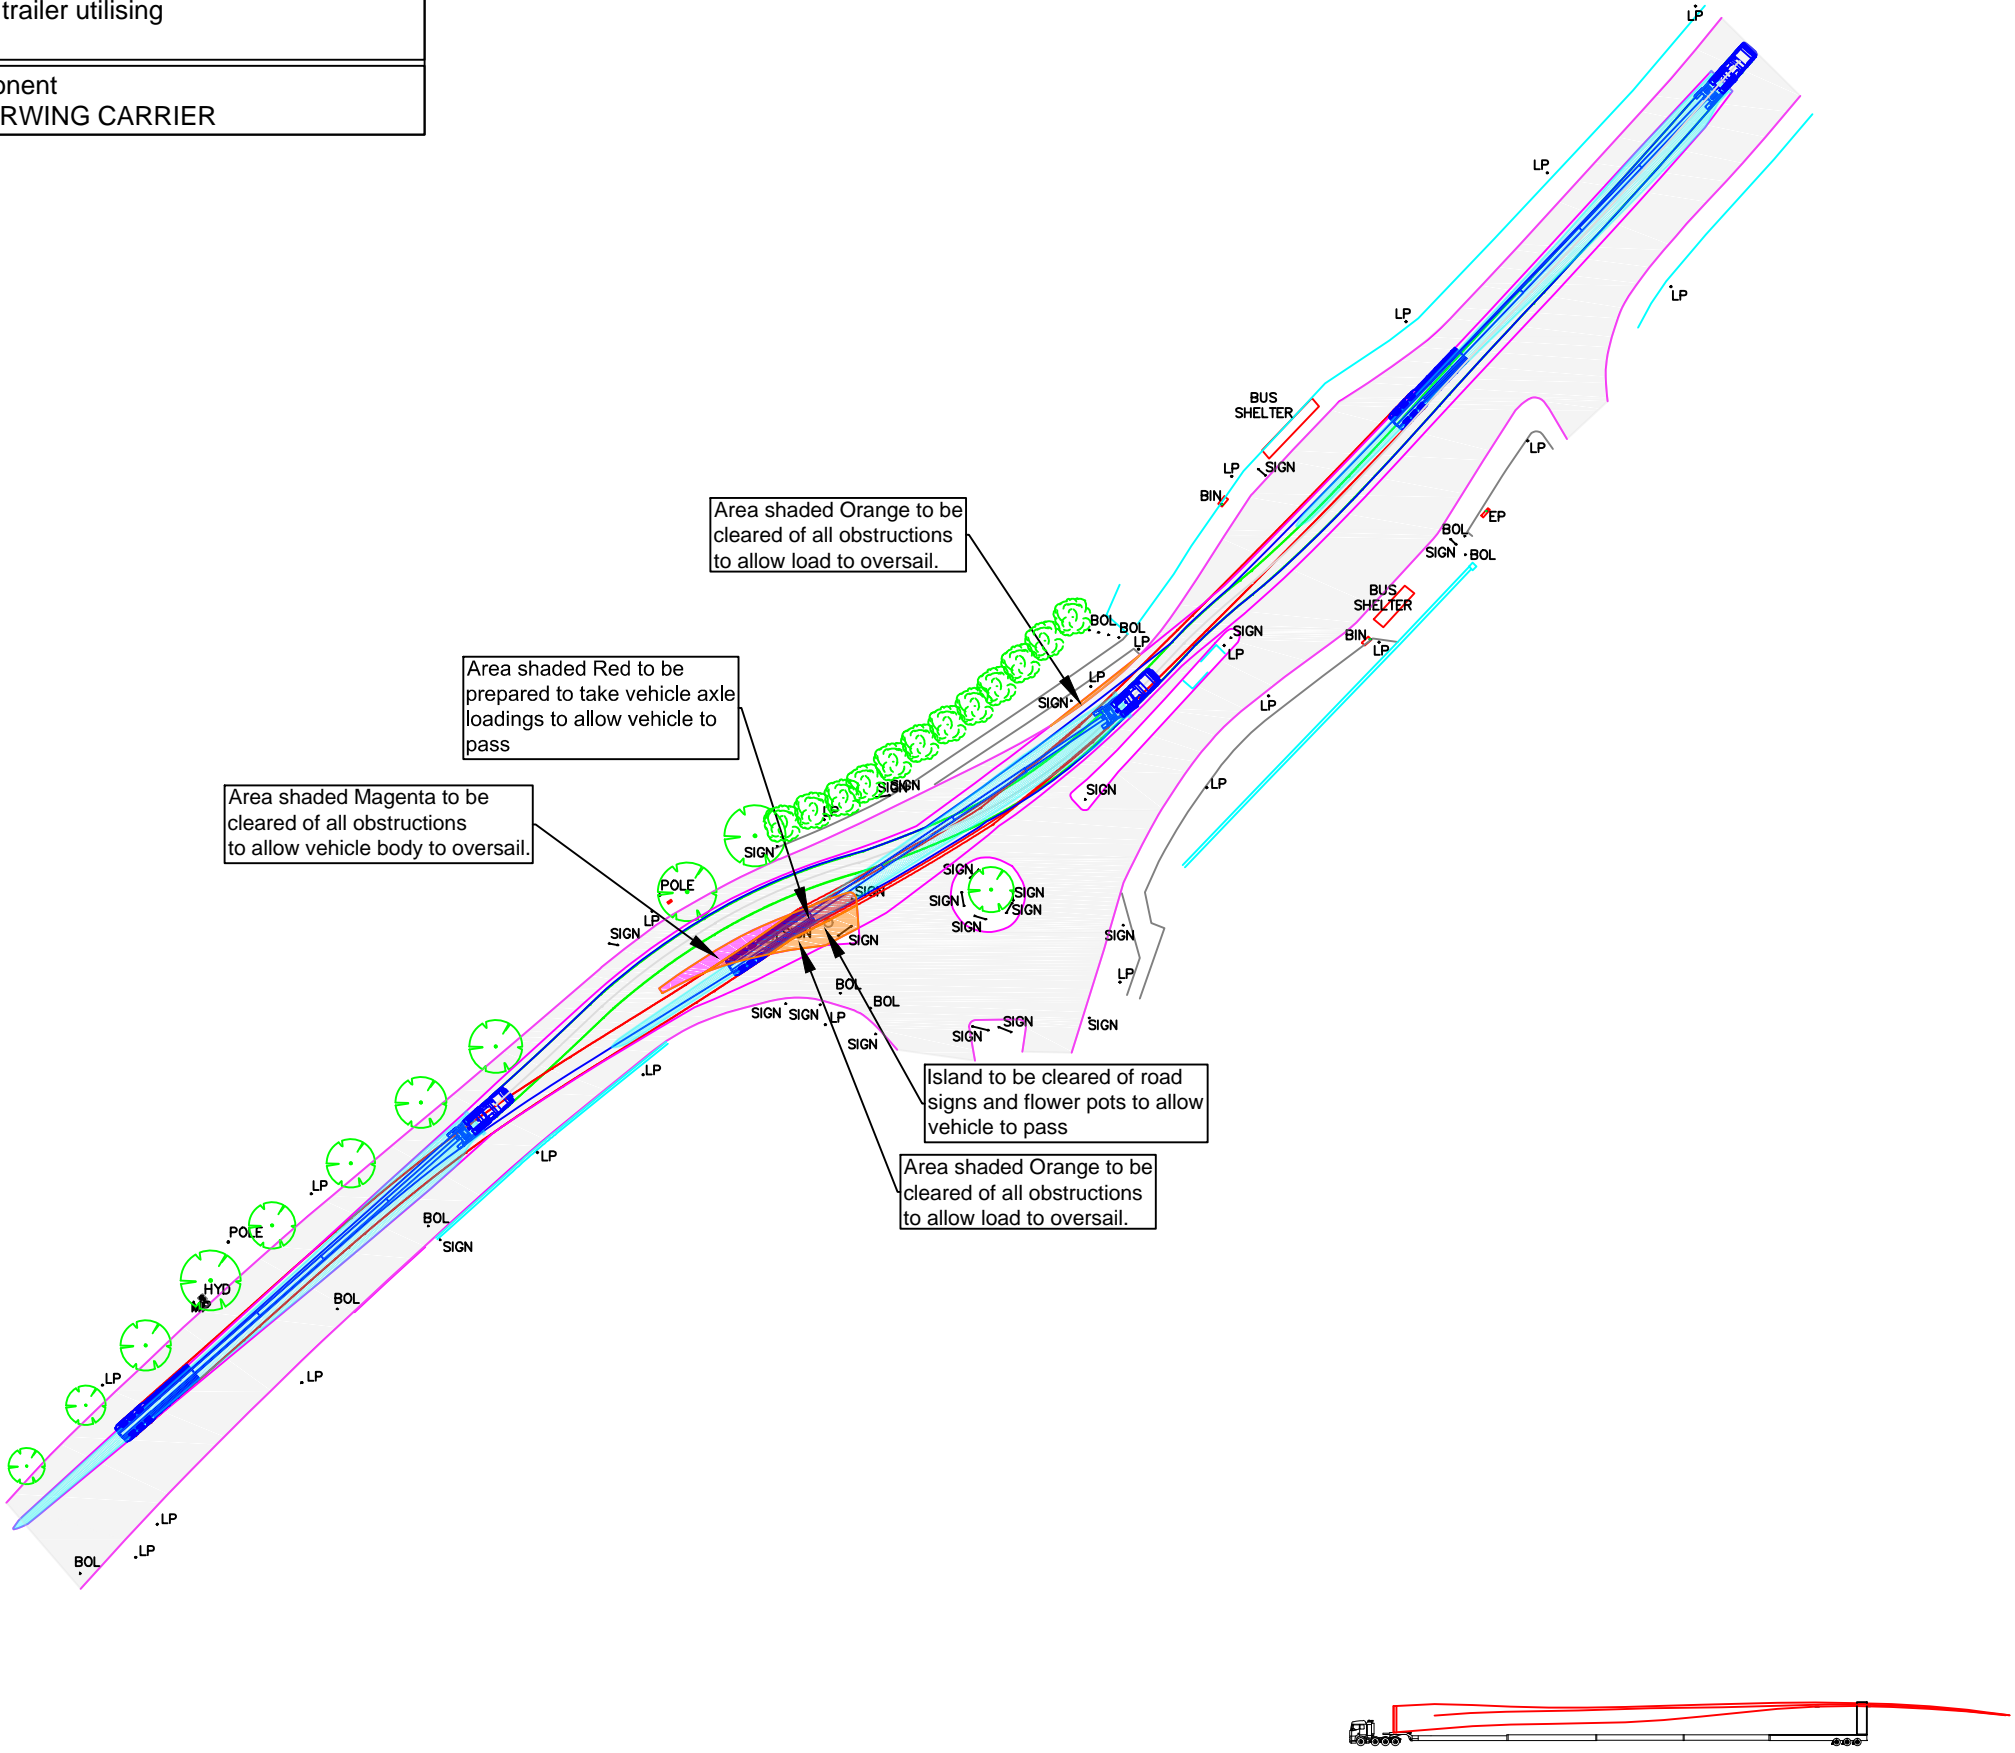 trailer utilising
onent
RWING CARRIER
LP
LP
LP
LP
BUS
SHELTER
LP
SIGN
BIN
LP
EP
BOL
SIGN
BOL
Area shaded Orange to be
cleared of all obstructions
to allow load to oversail.
BUS
SHELTER
BIN
LP
BOL
BOL
LP
SIGN
LP
LP
SIGN
LP
Area shaded Red to be
prepared to take vehicle axle
loadings to allow vehicle to
pass
SIGN
SIGN
LP
SIGN
LP
Area shaded Magenta to be
cleared of all obstructions
to allow vehicle body to oversail.
SIGN
POLE
LP
SIGN
SIGN
SIGN
SIGN
SIGN
SIGN
SIGN
SIGN
SIGN
LP
BOL
BOL
SIGN
SIGN
LP
SIGN
SIGN
SIGN
SIGN
LP
Island to be cleared of road
signs and flower pots to allow
vehicle to pass
LP
Area shaded Orange to be
cleared of all obstructions
to allow load to oversail.
LP
POLE
BOL
SIGN
HYD
BOL
LP
LP
LP
LP
BOL